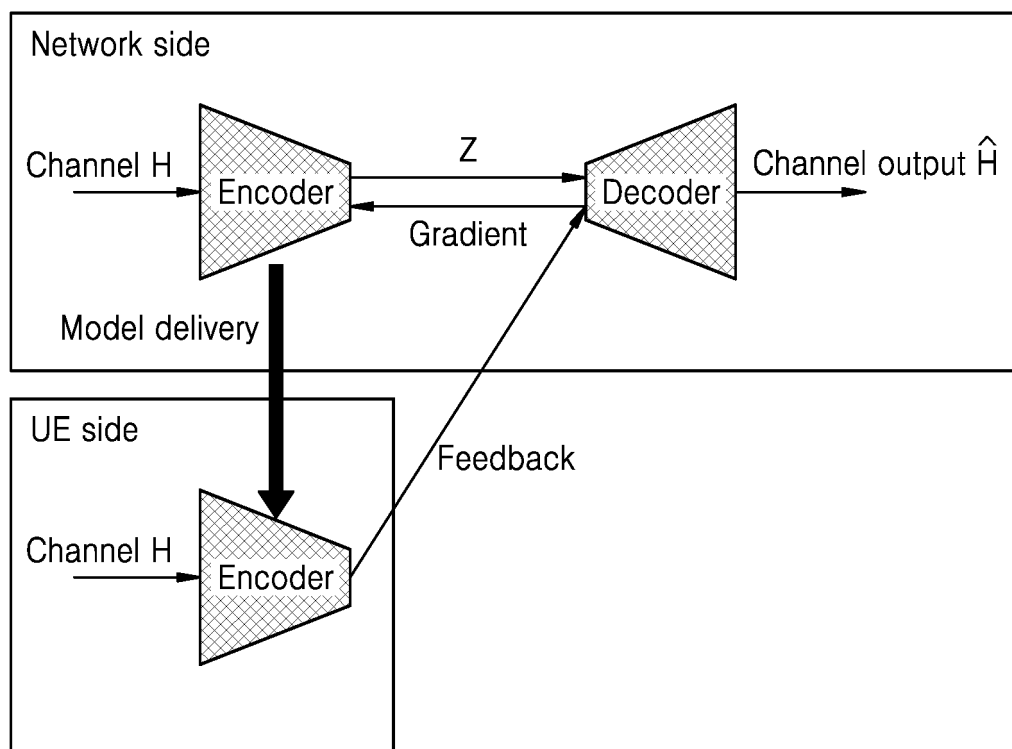 Network side
Channel H
Encoder
Z
Gradient
Decoder
Channel output Ĥ
Model delivery
UE side
Channel H
Encoder
Feedback